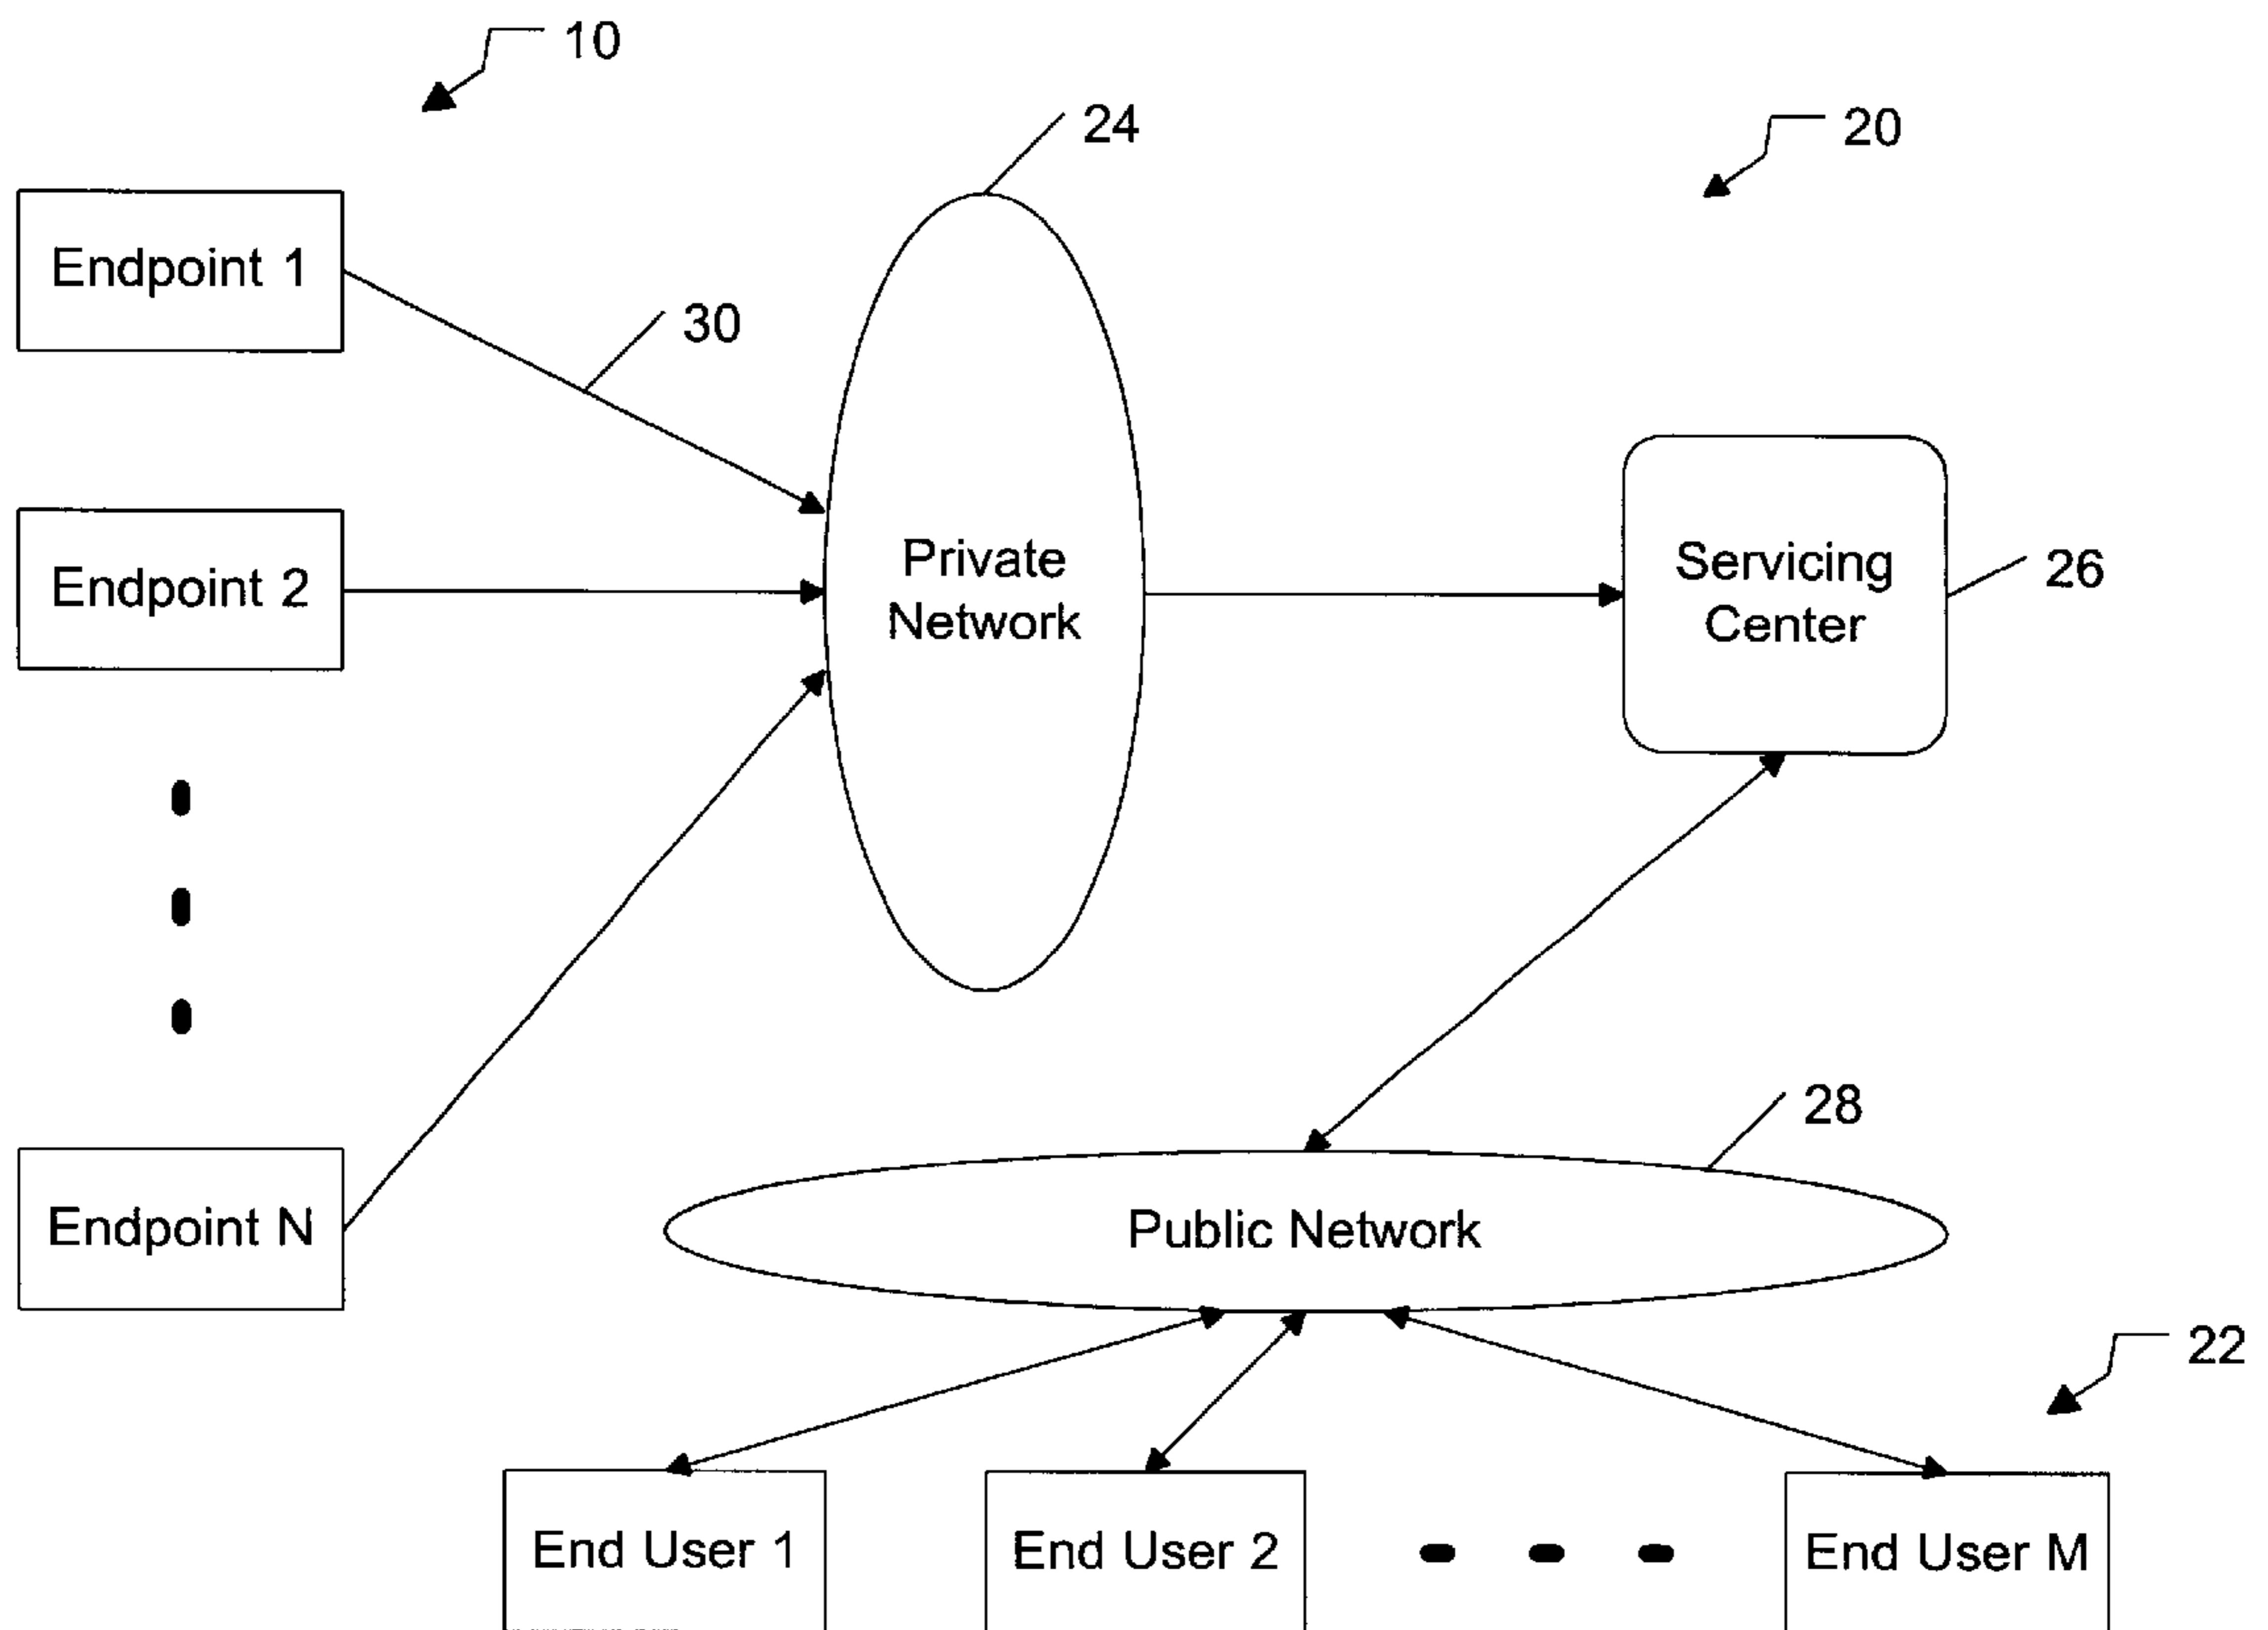 10
24
20
Endpoint 1
30
Endpoint 2
Private
Network
Servicing
Center
26
28
Endpoint N
Public Network
22
End User 1
End User 2
End User M